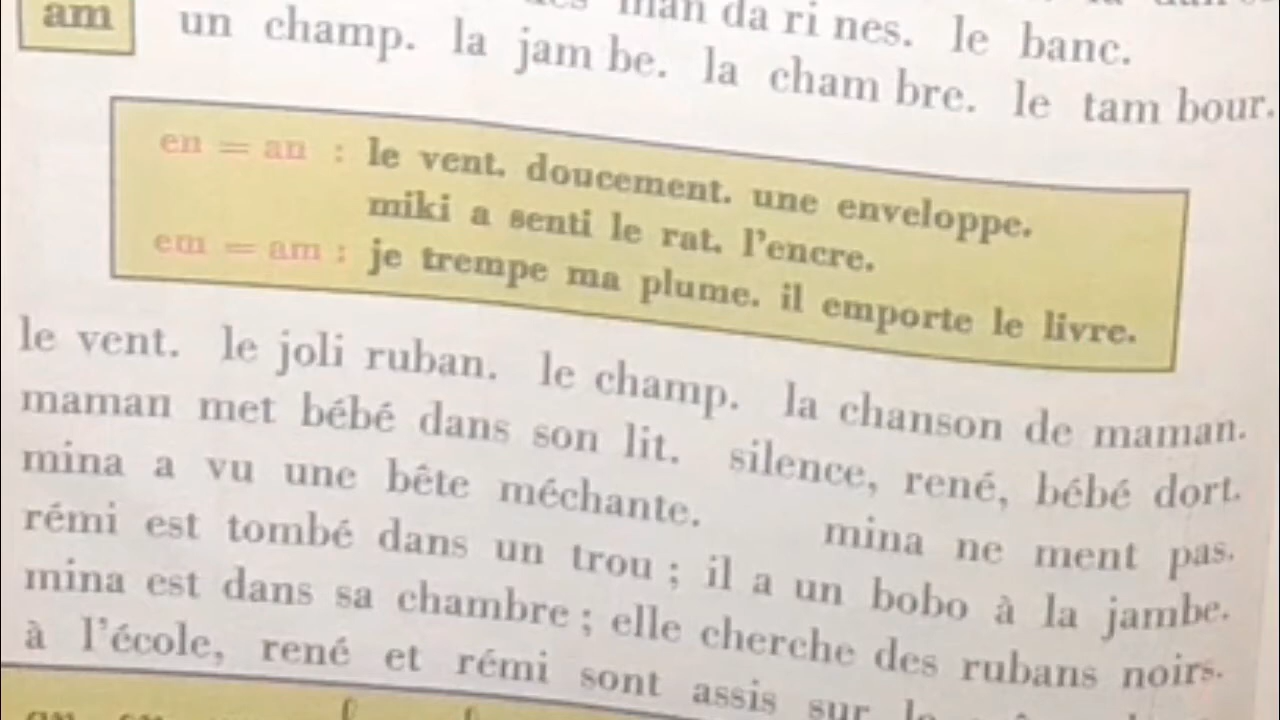 man da ri nes. le banc.
am un champ. la jam be. la cham bre. le tam bour.
en = an : le vent. doucement. une enveloppe.
miki a senti le rat. l'encre.
em = am : je trempe ma plume. il emporte le livre.
le vent. le joli ruban. le champ. la chanson de maman.
maman met bébé dans son lit. silence, rené, bébé dort.
mina a vu une bête méchante. mina ne ment pas.
rémi est tombé dans un trou ; il a un bobo à la jambe.
mina est dans sa chambre ; elle cherche des rubans noirs.
à l'école, rené et rémi sont assis sur